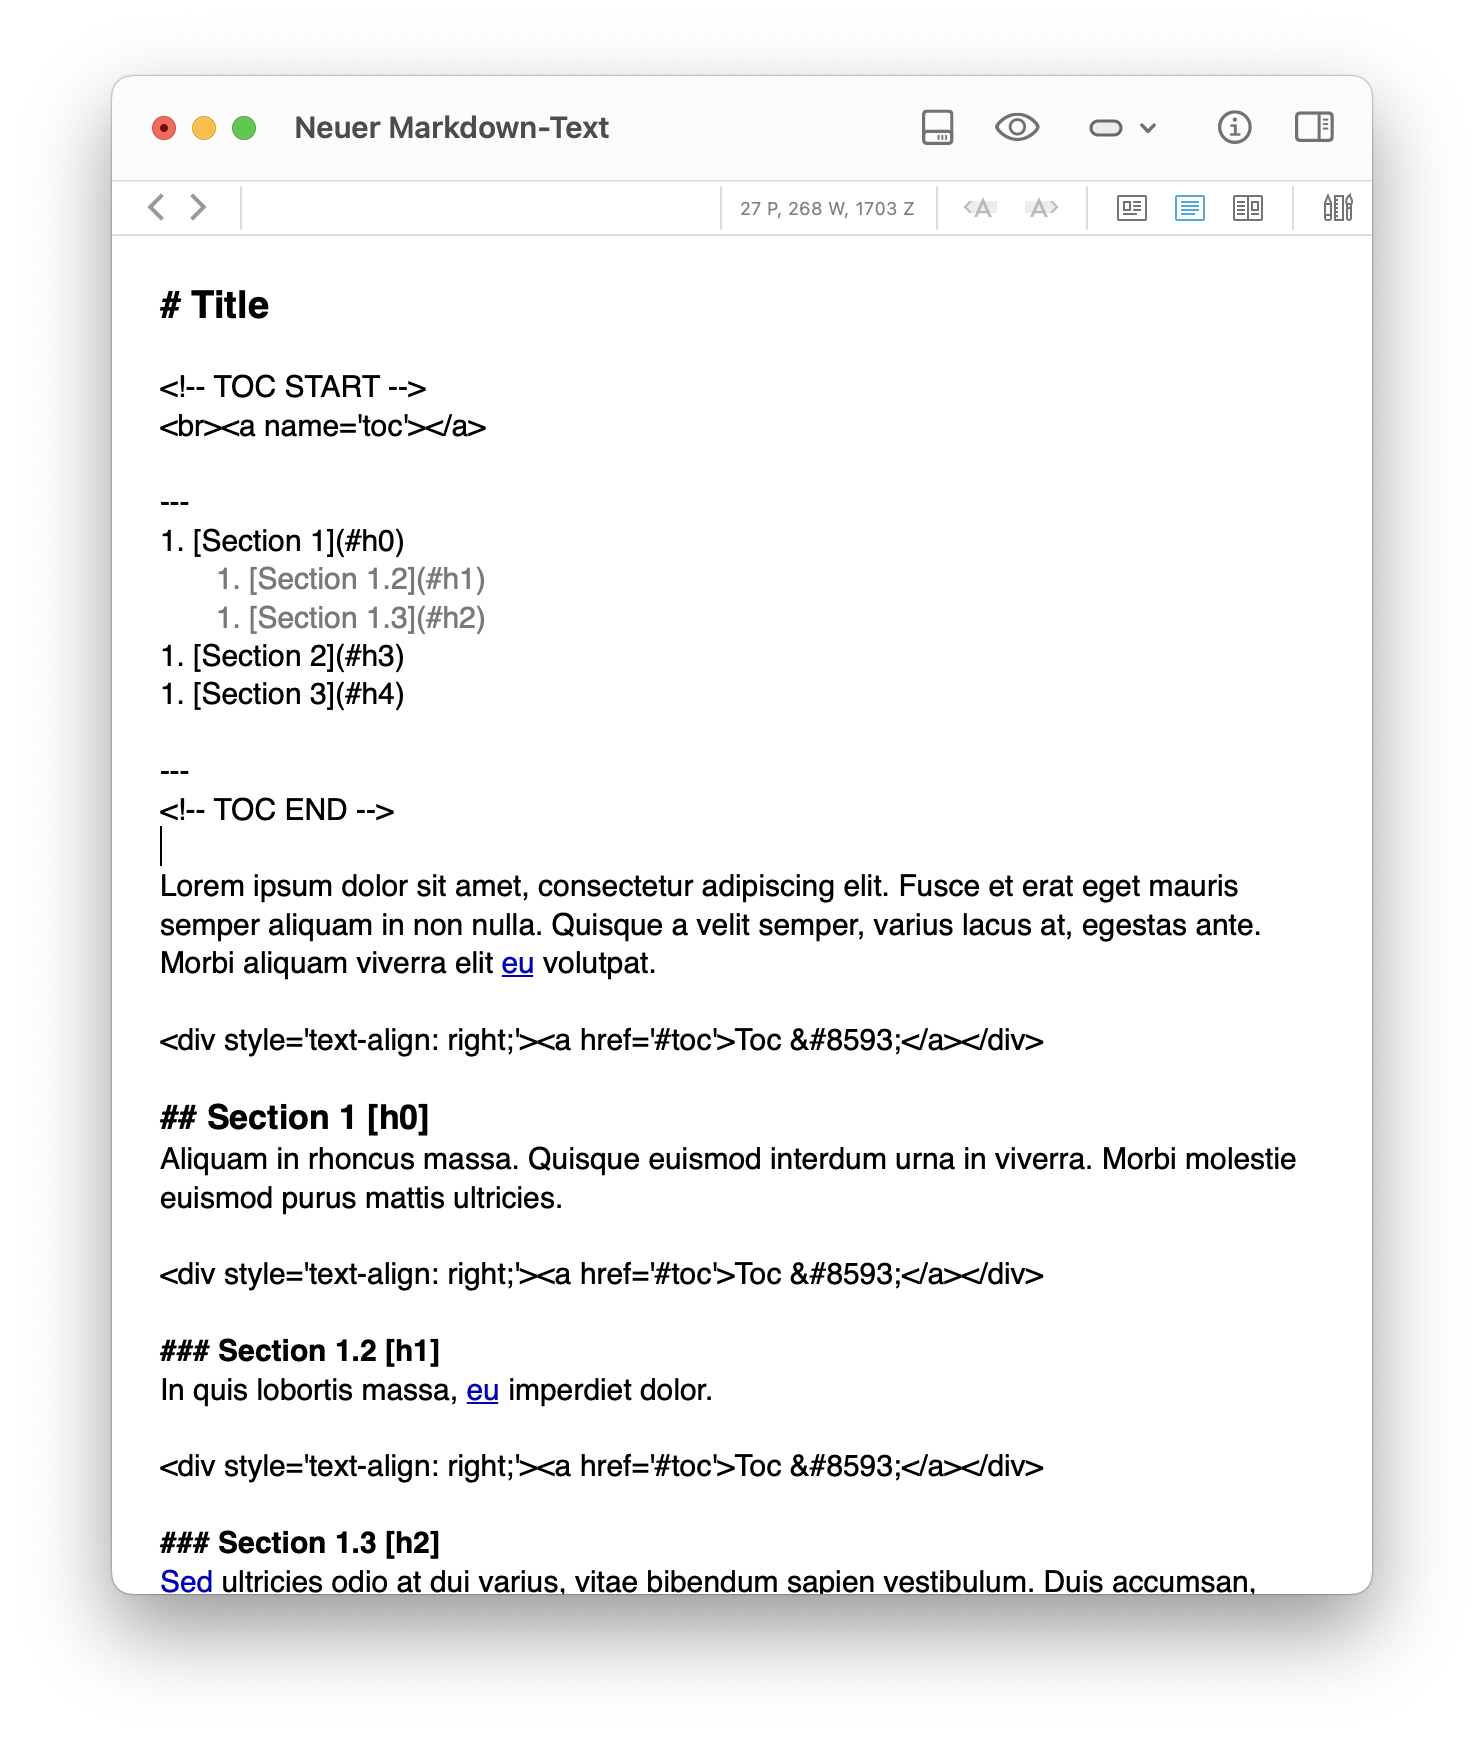 Neuer Markdown-Text
27 P, 268 W, 1703 Z
# Title
<!-- TOC START -->
<br><a name='toc'></a>
---
1. [Section 1](#h0)
1. [Section 1.2](#h1)
1. [Section 1.3](#h2)
1. [Section 2](#h3)
1. [Section 3](#h4)
---
<!-- TOC END -->
Lorem ipsum dolor sit amet, consectetur adipiscing elit. Fusce et erat eget mauris
semper aliquam in non nulla. Quisque a velit semper, varius lacus at, egestas ante.
Morbi aliquam viverra elit eu volutpat.
<div style='text-align: right;'><a href='#toc'>Toc &#8593;</a></div>
## Section 1 [h0]
Aliquam in rhoncus massa. Quisque euismod interdum urna in viverra. Morbi molestie
euismod purus mattis ultricies.
<div style='text-align: right;'><a href='#toc'>Toc &#8593;</a></div>
### Section 1.2 [h1]
In quis lobortis massa, eu imperdiet dolor.
<div style='text-align: right;'><a href='#toc'>Toc &#8593;</a></div>
### Section 1.3 [h2]
Sed ultricies odio at dui varius, vitae bibendum sapien vestibulum. Duis accumsan,